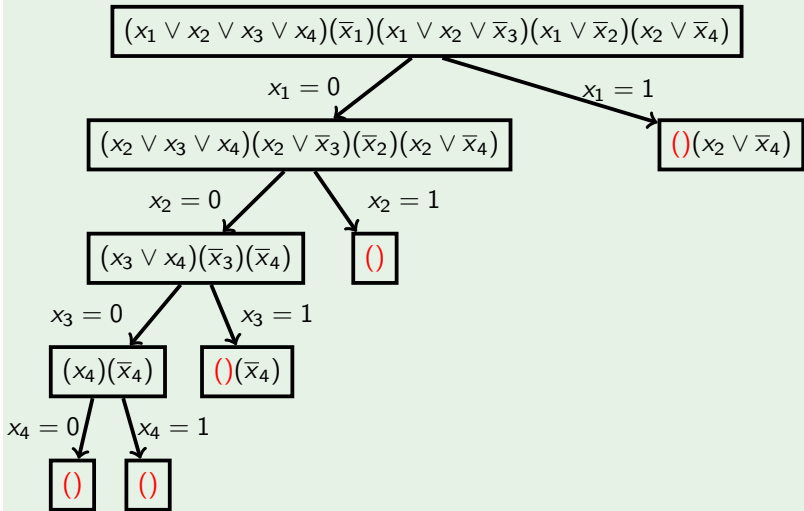 (x₁ ∨ x₂ ∨ x₃ ∨ x₄)(x̅₁)(x₁ ∨ x₂ ∨ x̅₃)(x₁ ∨ x̅₂)(x₂ ∨ x̅₄)
x₁ = 0
x₁ = 1
(x₂ ∨ x₃ ∨ x₄)(x₂ ∨ x̅₃)(x̅₂)(x₂ ∨ x̅₄)
()(x₂ ∨ x̅₄)
x₂ = 0
x₂ = 1
(x₃ ∨ x₄)(x̅₃)(x̅₄)
()
x₃ = 0
x₃ = 1
(x₄)(x̅₄)
()(x̅₄)
x₄ = 0
x₄ = 1
()
()